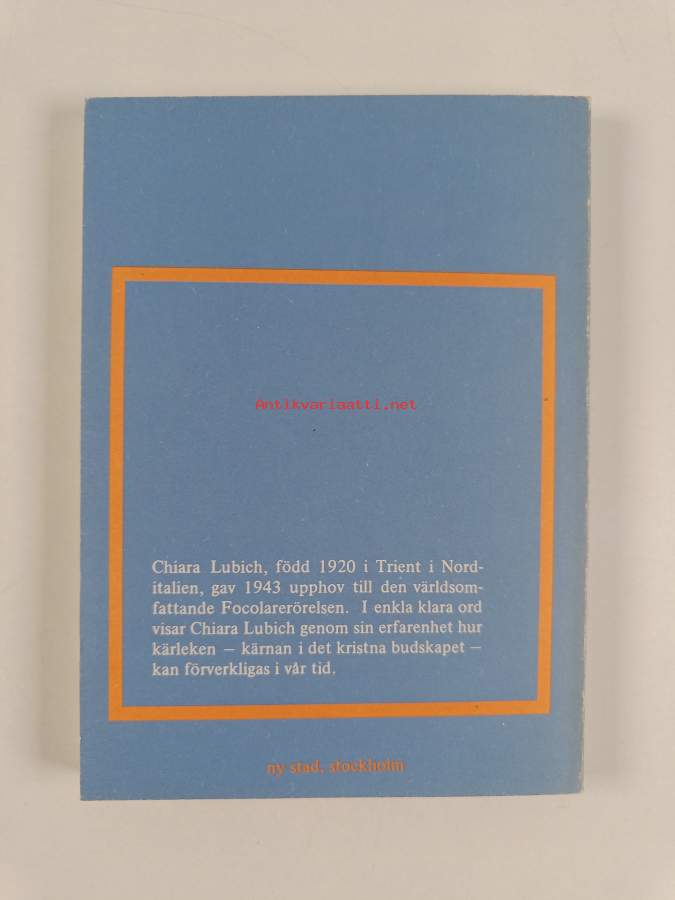 Antikvariaatti.net
Chiara Lubich, född 1920 i Trient i Nord-
italien, gav 1943 upphov till den världsom-
fattande Focolarerörelsen. I enkla klara ord
visar Chiara Lubich genom sin erfarenhet hur
kärleken – kärnan i det kristna budskapet –
kan förverkligas i vår tid.
ny stad, stockholm